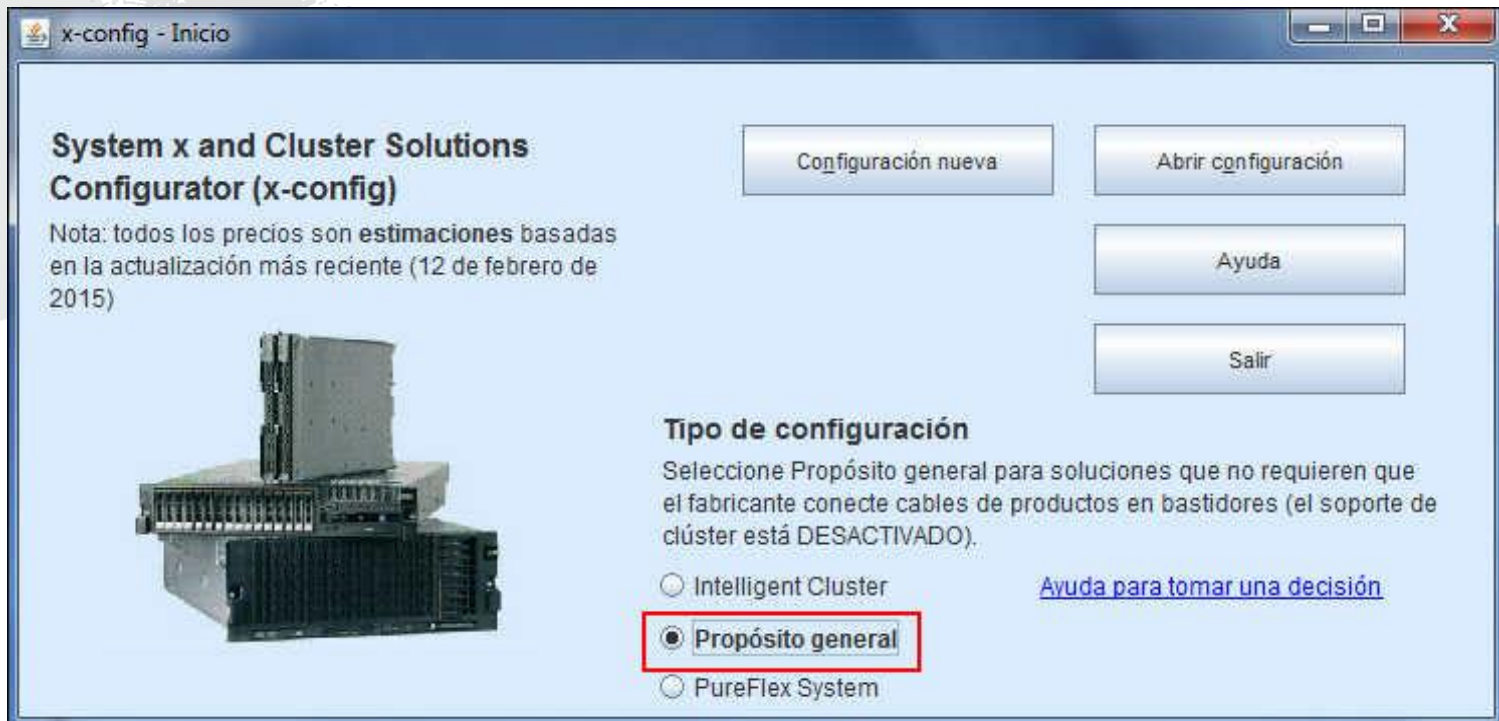 x-config - Inicio
System x and Cluster Solutions
Configurator (x-config)
Nota: todos los precios son estimaciones basadas
en la actualización más reciente (12 de febrero de
2015)
Configuración nueva
Abrir configuración
Ayuda
Salir
Tipo de configuración
Seleccione Propósito general para soluciones que no requieren que
el fabricante conecte cables de productos en bastidores (el soporte de
clúster está DESACTIVADO).
Intelligent Cluster
Ayuda para tomar una decisión
Propósito general
PureFlex System